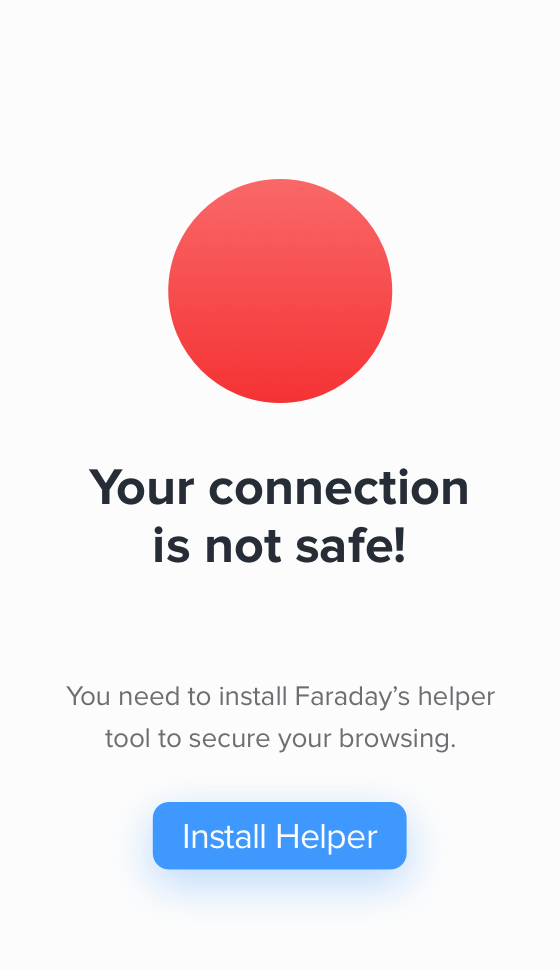 Your connection
is not safe!
You need to install Faraday’s helper
tool to secure your browsing.
Install Helper